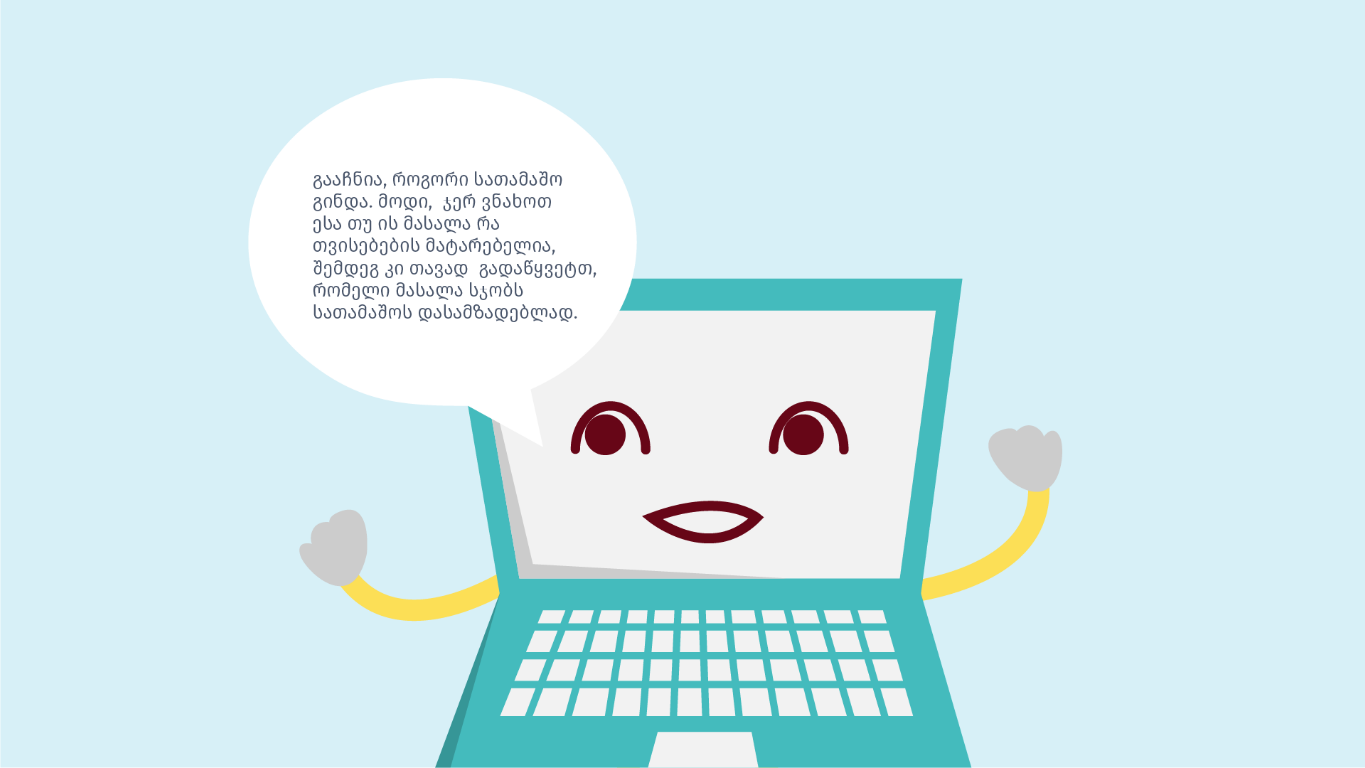 გააჩნია, როგორი სათამაშო
გინდა. მოდი,  ჯერ ვნახოთ
ესა თუ ის მასალა რა
თვისებების მატარებელია,
შემდეგ კი თავად  გადაწყვეტთ,
რომელი მასალა სჯობს
სათამაშოს დასამზადებლად.